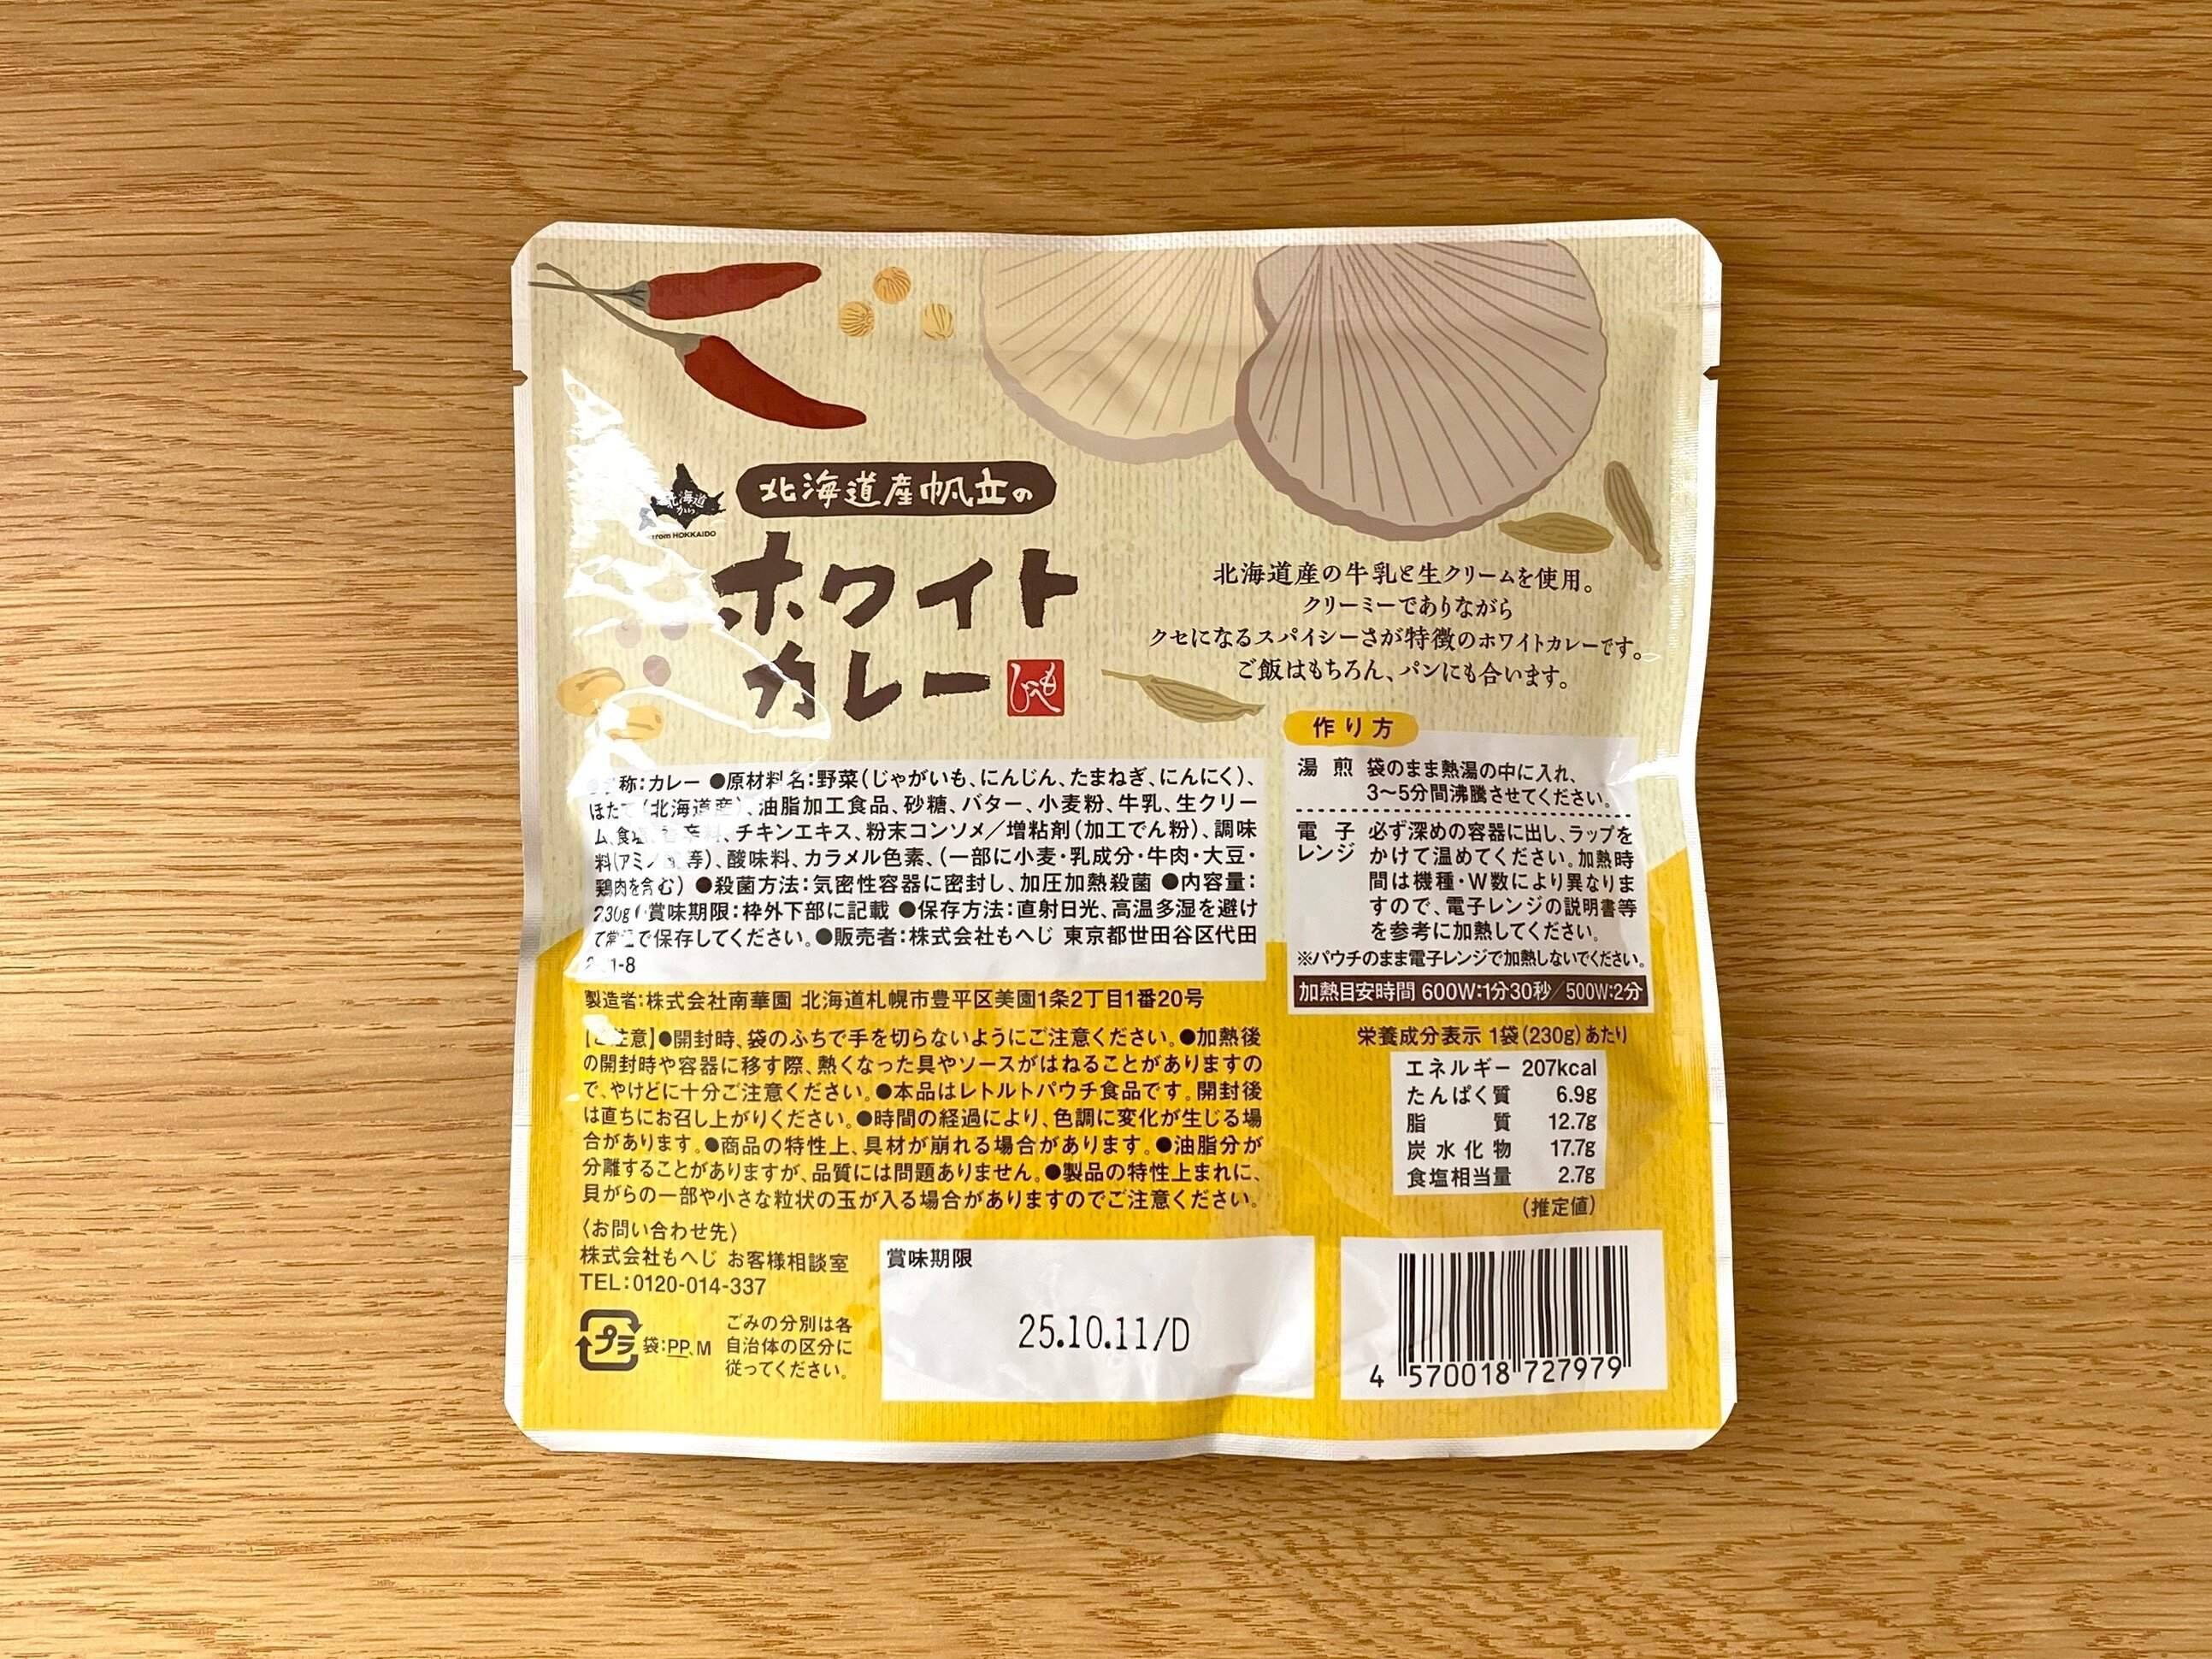 北海道から
from HOKKAIDO
北海道産帆立の
ホワイト
カレー
もへじ
北海道産の牛乳と生クリームを使用。
クリーミーでありながら
クセになるスパイシーさが特徴のホワイトカレーです。
ご飯はもちろん、パンにも合います。
称:カレー ●原材料名:野菜(じゃがいも、にんじん、たまねぎ、にんにく)、
ほたて(北海道産)、油脂加工食品、砂糖、バター、小麦粉、牛乳、生クリー
ム、食塩、香辛料、チキンエキス、粉末コンソメ/増粘剤(加工でん粉)、調味
料(アミノ酸等)、酸味料、カラメル色素、(一部に小麦・乳成分・牛肉・大豆・
鶏肉を含む) ●殺菌方法:気密性容器に密封し、加圧加熱殺菌 ●内容量:
230g 賞味期限:枠外下部に記載 ●保存方法:直射日光、高温多湿を避け
て常温で保存してください。●販売者:株式会社もへじ 東京都世田谷区代田
1-8
製造者:株式会社南華園 北海道札幌市豊平区美園1条2丁目1番20号
【ご注意】●開封時、袋のふちで手を切らないようにご注意ください。●加熱後
の開封時や容器に移す際、熱くなった具やソースがはねることがありますの
で、やけどに十分ご注意ください。●本品はレトルトパウチ食品です。開封後
は直ちにお召し上がりください。●時間の経過により、色調に変化が生じる場
合があります。●商品の特性上、具材が崩れる場合があります。●油脂分が
分離することがありますが、品質には問題ありません。●製品の特性上まれに、
貝がらの一部や小さな粒状の玉が入る場合がありますのでご注意ください。
〈お問い合わせ先〉
株式会社もへじ お客様相談室
TEL:0120-014-337
プラ 袋:PP、M
ごみの分別は各
自治体の区分に
従ってください。
賞味期限
25.10.11/D
作り方
湯煎 袋のまま熱湯の中に入れ、
3〜5分間沸騰させてください。
電子レンジ 必ず深めの容器に出し、ラップを
かけて温めてください。加熱時
間は機種・W数により異なりま
すので、電子レンジの説明書等
を参考に加熱してください。
※パウチのまま電子レンジで加熱しないでください。
加熱目安時間 600W:1分30秒/500W:2分
栄養成分表示 1袋(230g)あたり
エネルギー 207kcal
たんぱく質 6.9g
脂質 12.7g
炭水化物 17.7g
食塩相当量 2.7g
(推定値)
4 570018 727979